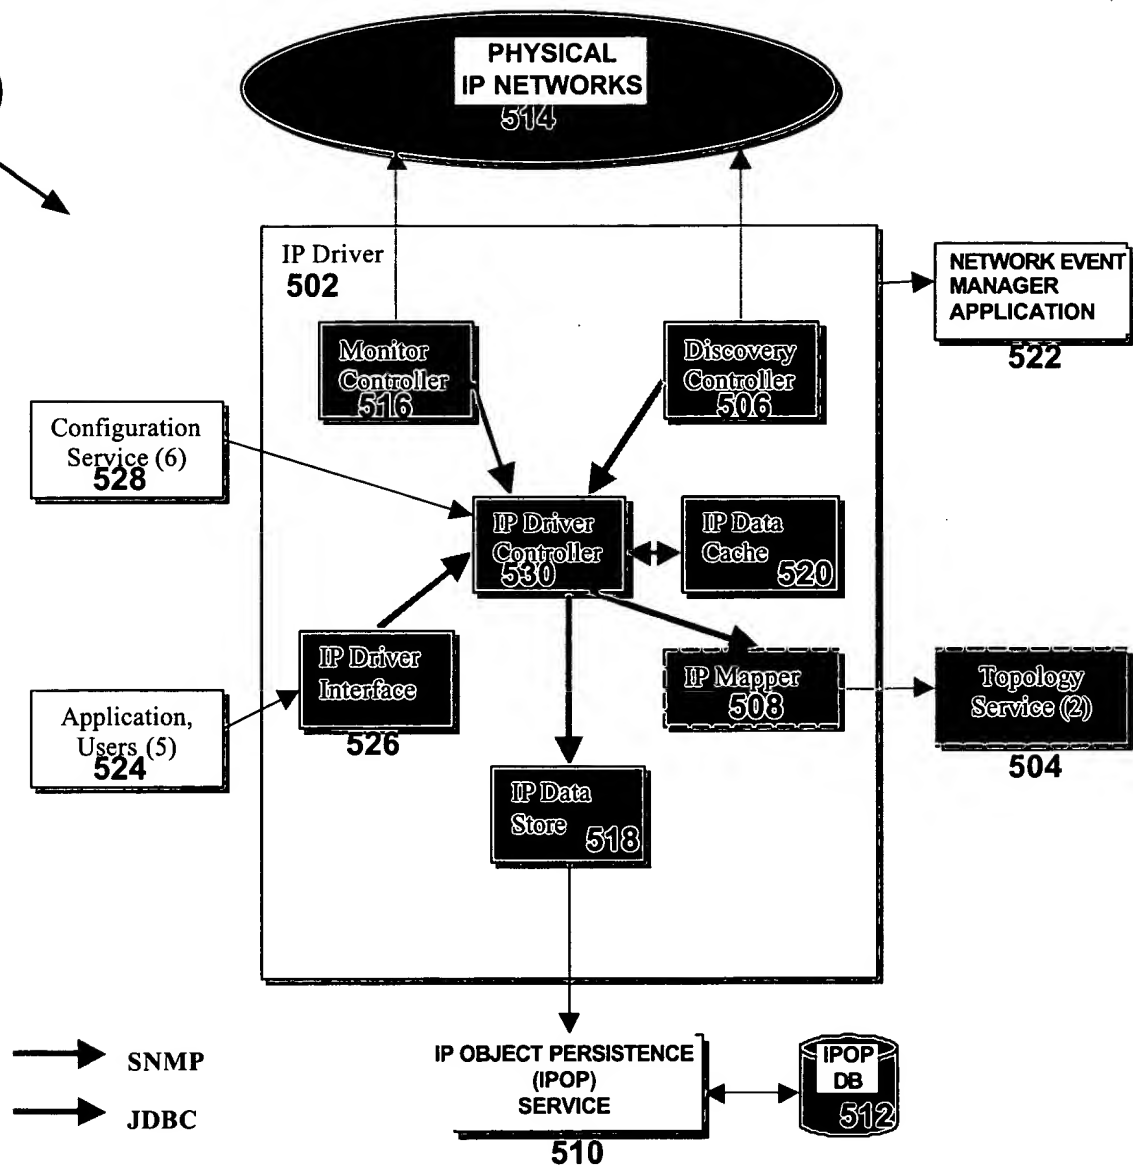 PHYSICAL
IP NETWORKS
514
IP Driver
502
NETWORK EVENT
MANAGER
APPLICATION
522
Monitor
Controller
516
Discovery
Controller
506
Configuration
Service (6)
528
IP Driver
Controller
530
IP Data
Cache
520
IP Driver
Interface
526
IP Mapper
508
Topology
Service (2)
504
Application,
Users (5)
524
IP Data
Store
518
SNMP
JDBC
IP OBJECT PERSISTENCE
(IPOP)
SERVICE
510
IPOP
DB
512